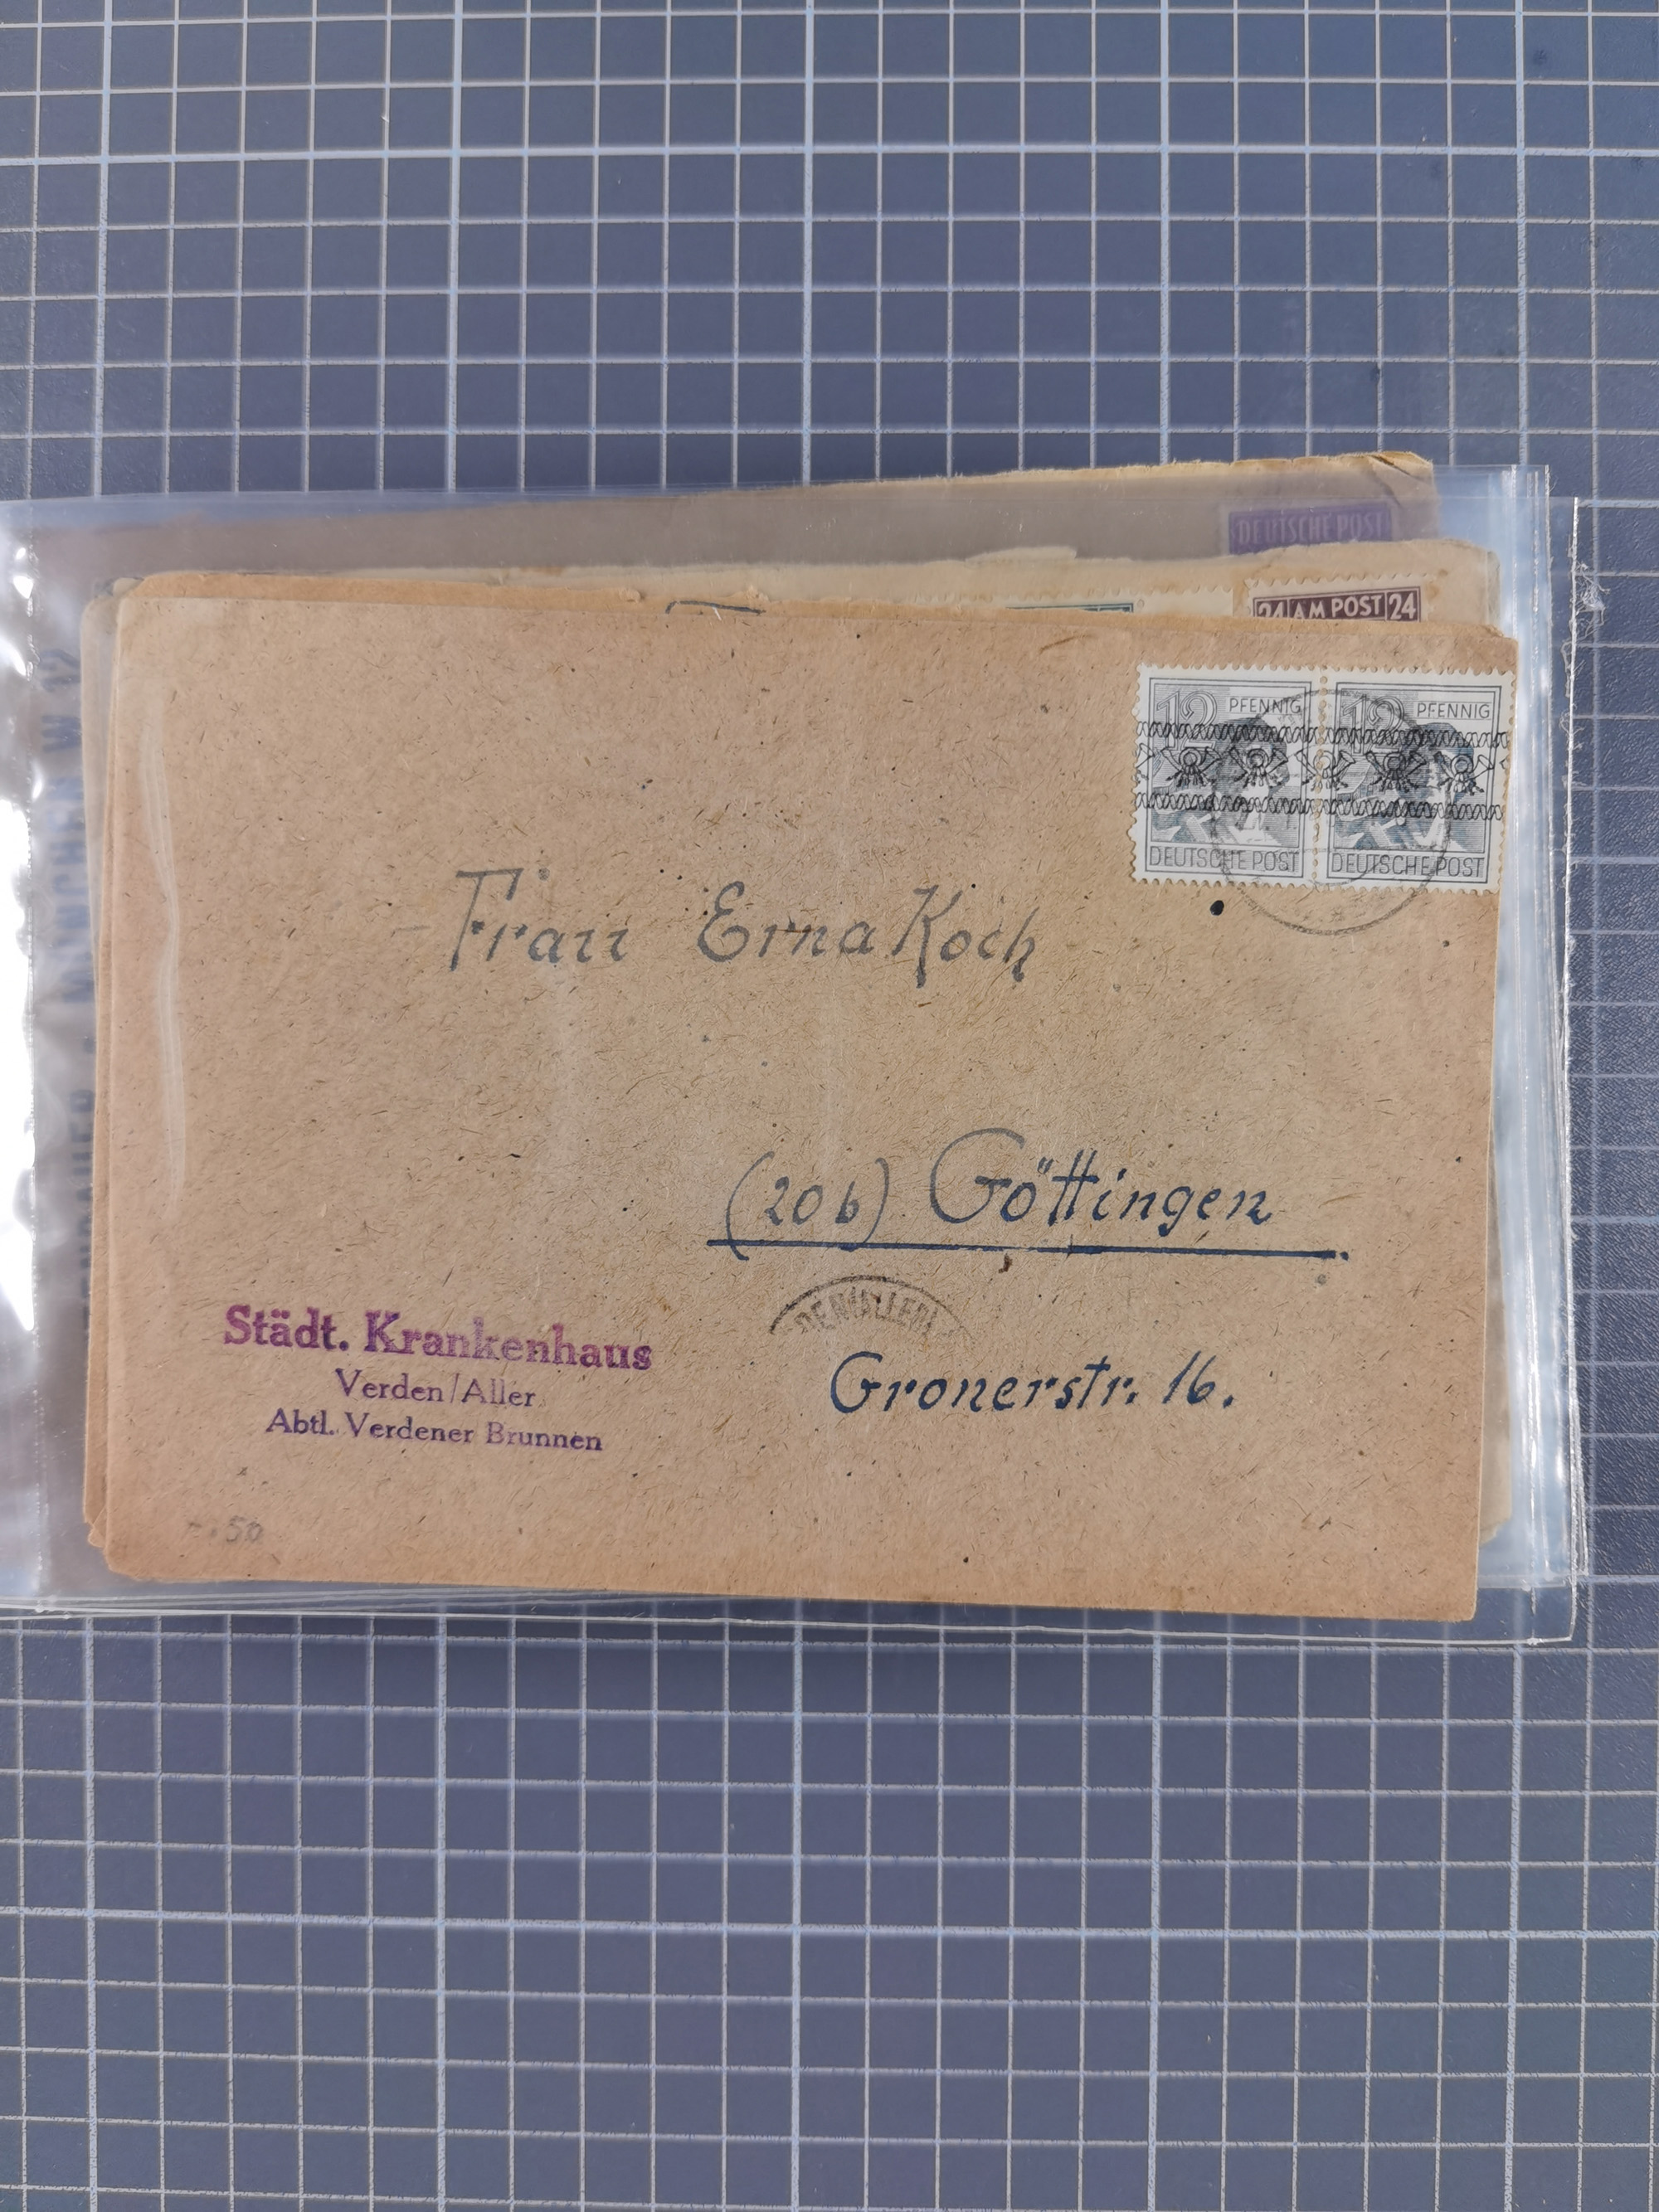 DEUTSCHE POST
24 AM POST 24
12 PFENNIG 12 PFENNIG
DEUTSCHE POST DEUTSCHE POST
Frau Erna Koch
(20b) Göttingen
Gronerstr. 16.
Städt. Krankenhaus
Verden/Aller
Abtl. Verdener Brunnen
50